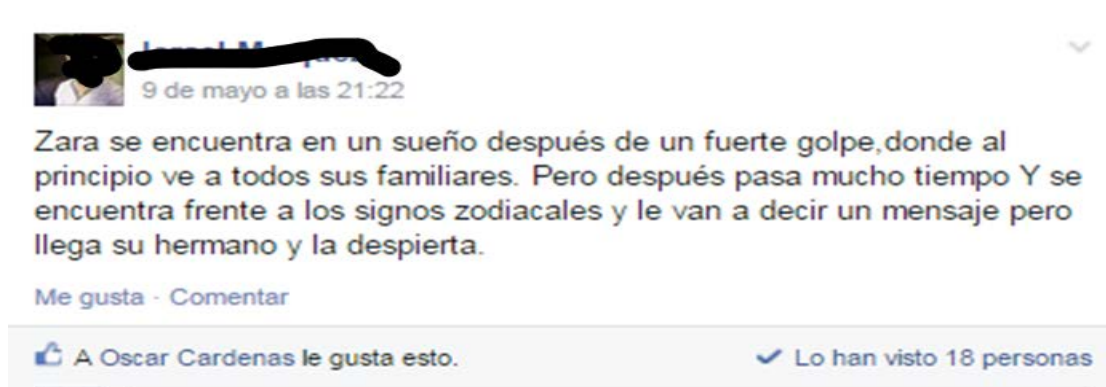 9 de mayo a las 21:22
Zara se encuentra en un sueño después de un fuerte golpe,donde al
principio ve a todos sus familiares. Pero después pasa mucho tiempo Y se
encuentra frente a los signos zodiacales y le van a decir un mensaje pero
llega su hermano y la despierta.
Me gusta · Comentar
A Oscar Cardenas le gusta esto.
Lo han visto 18 personas